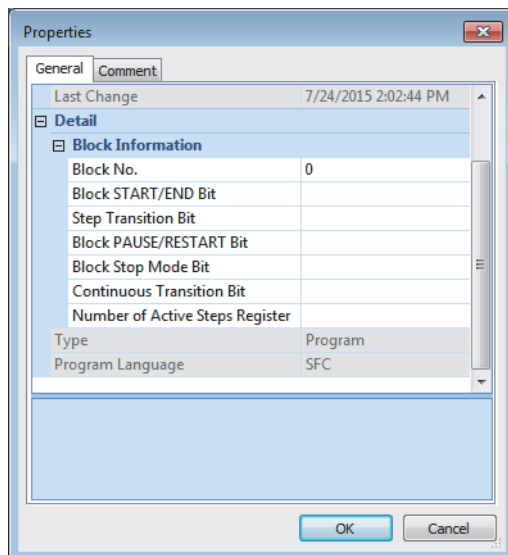 Properties
General Comment
Last Change 7/24/2015 2:02:44 PM
Detail
Block Information
Block No. 0
Block START/END Bit
Step Transition Bit
Block PAUSE/RESTART Bit
Block Stop Mode Bit
Continuous Transition Bit
Number of Active Steps Register
Type Program
Program Language SFC
OK Cancel